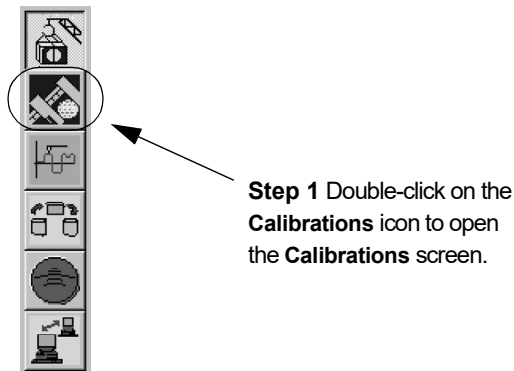 Step 1 Double-click on the
Calibrations icon to open
the Calibrations screen.